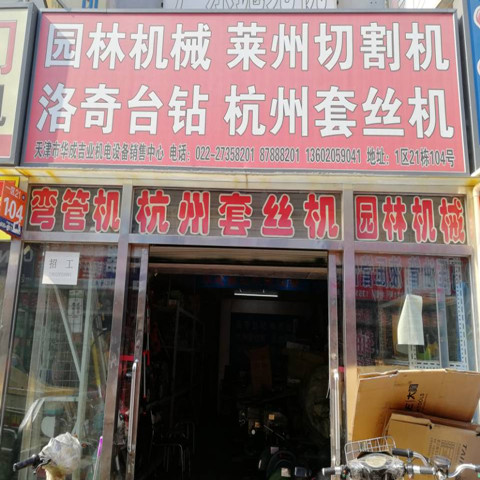 园林机械 莱州切割机
洛奇台钻 杭州套丝机
天津市华成吉业机电设备销售中心 电话：022-27358201 87888201 13602059041 地址：1区21栋104号
104
弯管机 杭州套丝机 园林机械
招工